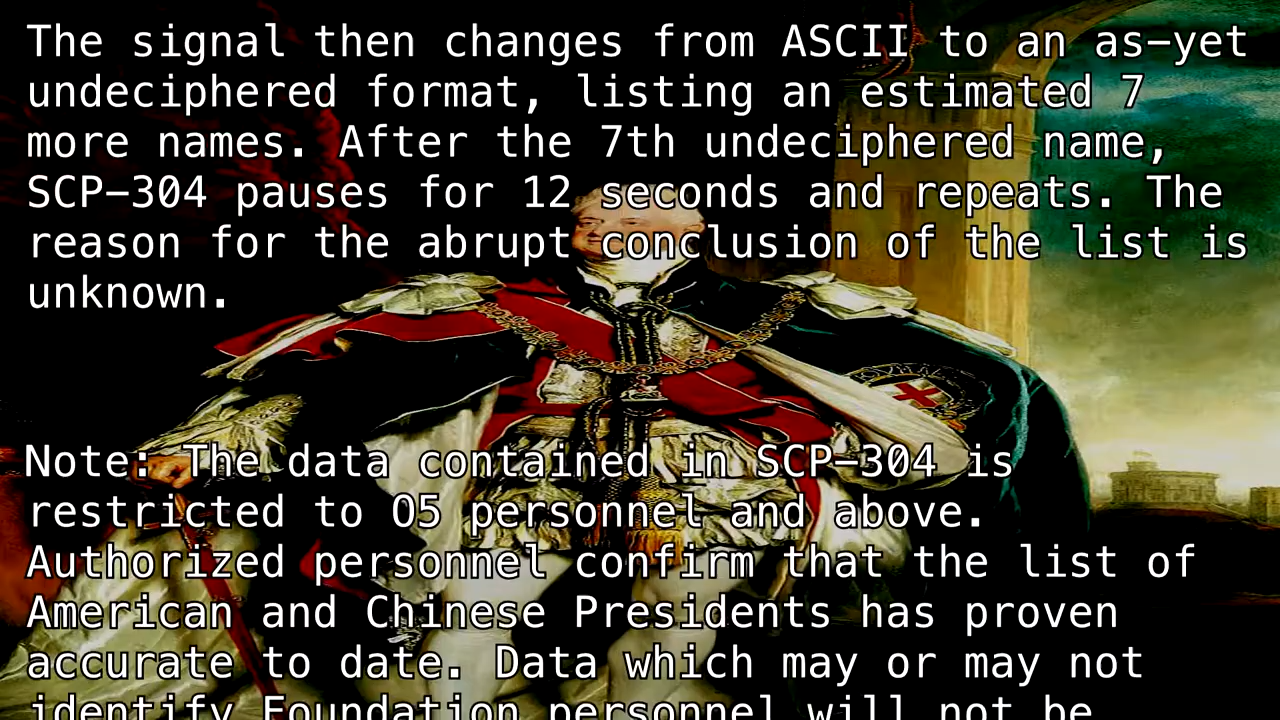 The signal then changes from ASCII to an as-yet
undeciphered format, listing an estimated 7
more names. After the 7th undeciphered name,
SCP-304 pauses for 12 seconds and repeats. The
reason for the abrupt conclusion of the list is
unknown.
Note: The data contained in SCP-304 is
restricted to O5 personnel and above.
Authorized personnel confirm that the list of
American and Chinese Presidents has proven
accurate to date. Data which may or may not
identify Foundation personnel will not be